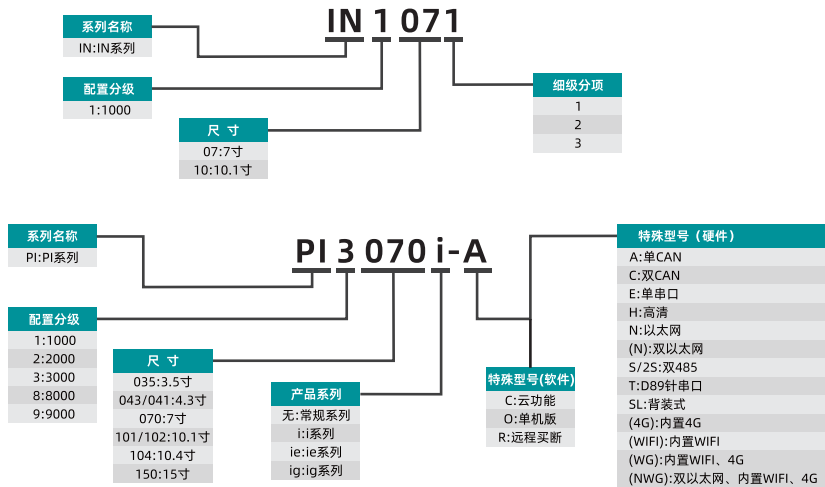 IN1071
系列名称
IN:IN系列
配置分级
1:1000
尺 寸
07:7寸
10:10.1寸
细级分项
1
2
3
PI3070i-A
系列名称
PI:PI系列
配置分级
1:1000
2:2000
3:3000
8:8000
9:9000
尺 寸
035:3.5寸
043/041:4.3寸
070:7寸
101/102:10.1寸
104:10.4寸
150:15寸
产品系列
无:常规系列
i:i系列
ie:ie系列
ig:ig系列
特殊型号(软件)
C:云功能
O:单机版
R:远程买断
特殊型号（硬件）
A:单CAN
C:双CAN
E:单串口
H:高清
N:以太网
(N):双以太网
S/2S:双485
T:D89针串口
SL:背装式
(4G):内置4G
(WIFI):内置WIFI
(WG):内置WIFI、4G
(NWG):双以太网、内置WIFI、4G